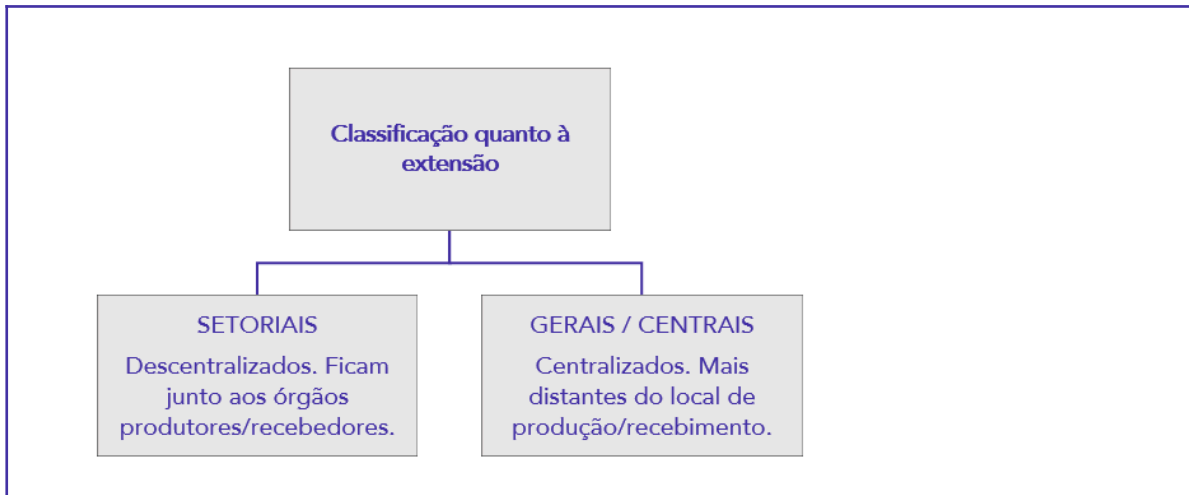 Classificação quanto à
extensão
SETORIAIS
Descentralizados. Ficam
junto aos órgãos
produtores/recebedores.
GERAIS / CENTRAIS
Centralizados. Mais
distantes do local de
produção/recebimento.